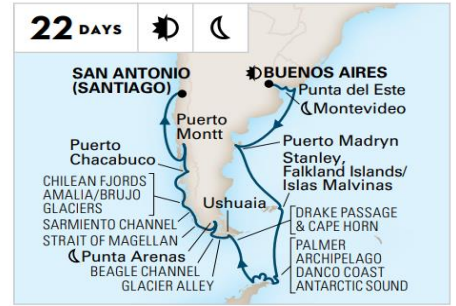 22 DAYS
SAN ANTONIO
(SANTIAGO)
BUENOS AIRES
Punta del Este
Montevideo
Puerto
Montt
Puerto
Chacabuco
Puerto Madryn
Stanley,
Falkland Islands/
Islas Malvinas
CHILEAN FJORDS
AMALIA/BRUJO
GLACIERS
Ushuaia
SARMIENTO CHANNEL
STRAIT OF MAGELLAN
Punta Arenas
BEAGLE CHANNEL
GLACIER ALLEY
DRAKE PASSAGE
& CAPE HORN
PALMER
ARCHIPELAGO
DANCO COAST
ANTARCTIC SOUND